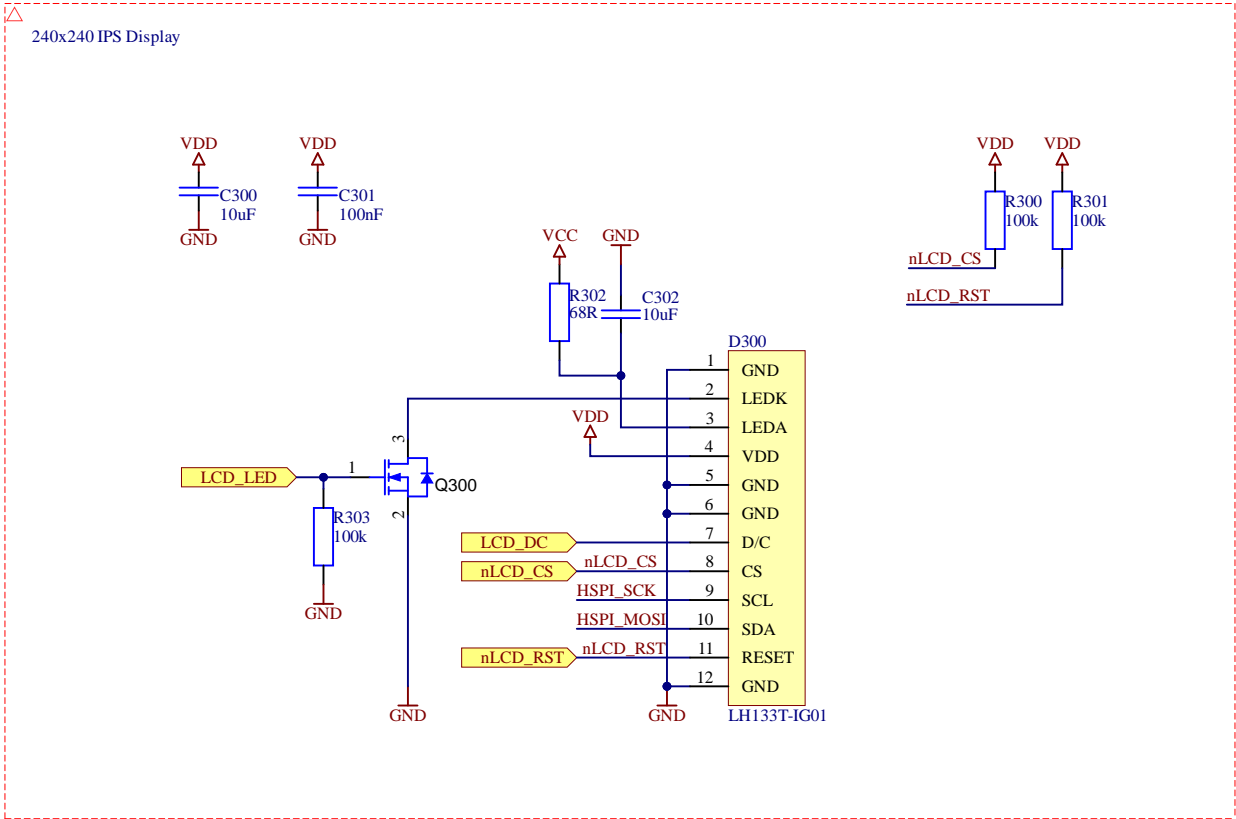 240x240 IPS Display
VDD
VDD
VDD
VDD
C300
10uF
C301
100nF
R300
100k
R301
100k
GND
GND
VCC
GND
nLCD_CS
nLCD_RST
R302
68R
C302
10uF
D300
1 GND
2 LEDK
3 LEDA
VDD
4 VDD
5 GND
6 GND
LCD_DC 7 D/C
nLCD_CS nLCD_CS 8 CS
HSPI_SCK 9 SCL
HSPI_MOSI 10 SDA
nLCD_RST nLCD_RST 11 RESET
12 GND
GND
LH133T-IG01
3
LCD_LED 1
Q300
2
R303
100k
GND
GND